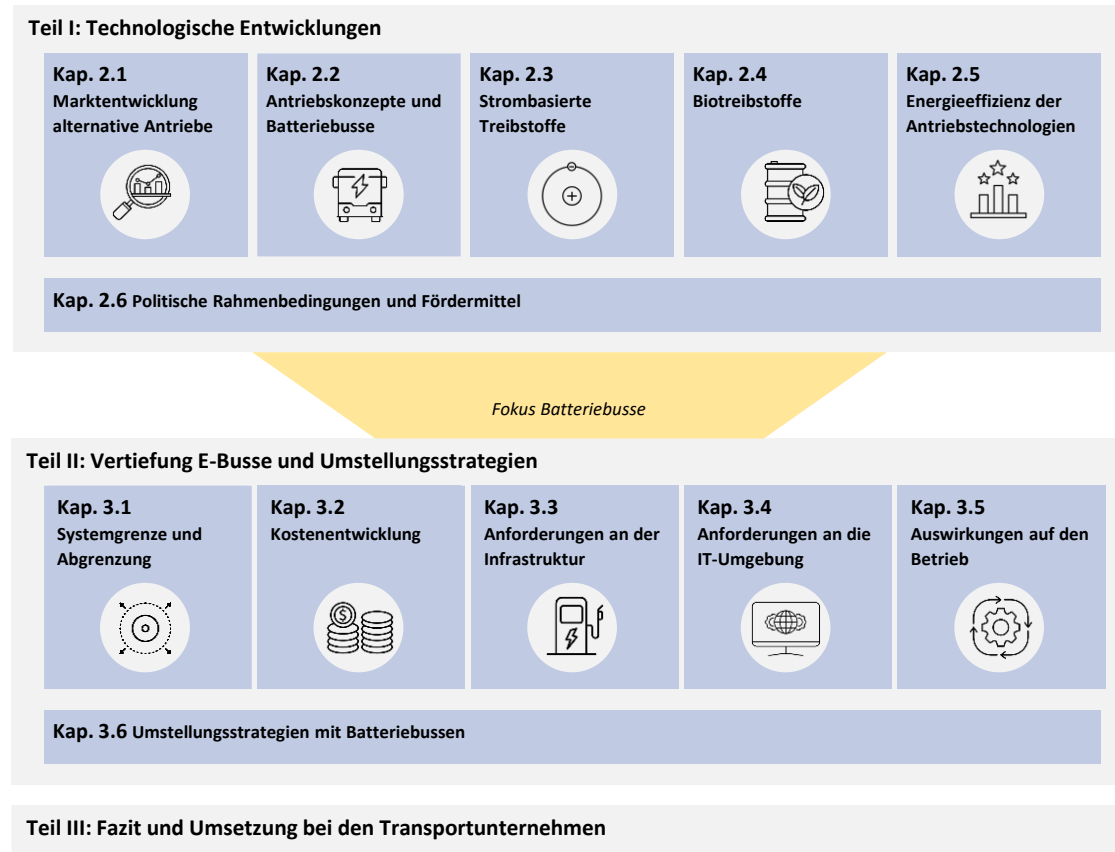 Teil I: Technologische Entwicklungen
Kap. 2.1
Marktentwicklung
alternative Antriebe
Kap. 2.2
Antriebskonzepte und
Batteriebusse
Kap. 2.3
Strombasierte
Treibstoffe
Kap. 2.4
Biotreibstoffe
Kap. 2.5
Energieeffizienz der
Antriebstechnologien
Kap. 2.6 Politische Rahmenbedingungen und Fördermittel
Fokus Batteriebusse
Teil II: Vertiefung E-Busse und Umstellungsstrategien
Kap. 3.1
Systemgrenze und
Abgrenzung
Kap. 3.2
Kostenentwicklung
Kap. 3.3
Anforderungen an der
Infrastruktur
Kap. 3.4
Anforderungen an die
IT-Umgebung
Kap. 3.5
Auswirkungen auf den
Betrieb
Kap. 3.6 Umstellungsstrategien mit Batteriebussen
Teil III: Fazit und Umsetzung bei den Transportunternehmen